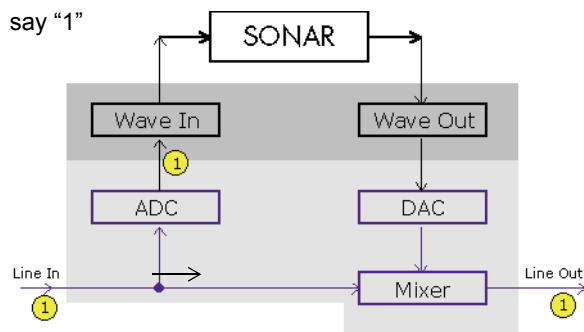 say “1”
SONAR
Wave In
Wave Out
1
ADC
DAC
Line In
Line Out
1
Mixer
1